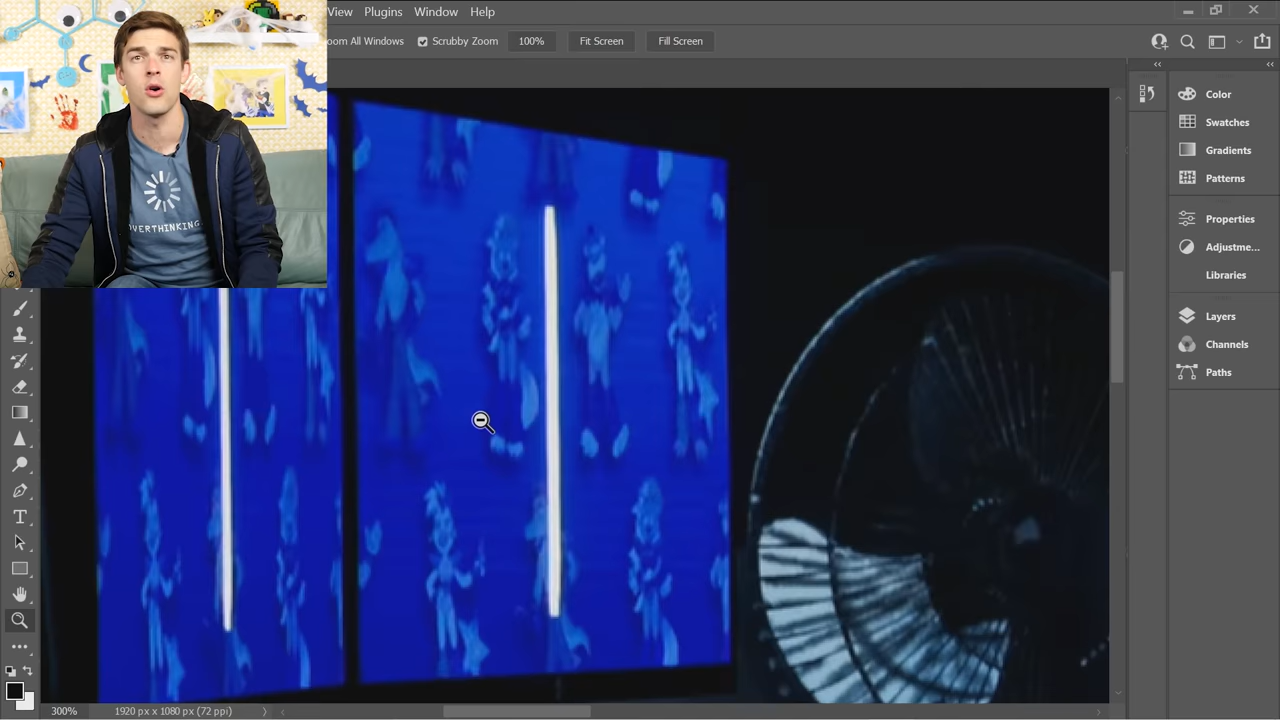 View Plugins Window Help
oom All Windows Scrubby Zoom 100% Fit Screen Fill Screen
OVERTHINKING
Color
Swatches
Gradients
Patterns
Properties
Adjustme...
Libraries
Layers
Channels
Paths
300% 1920 px x 1080 px (72 ppi)